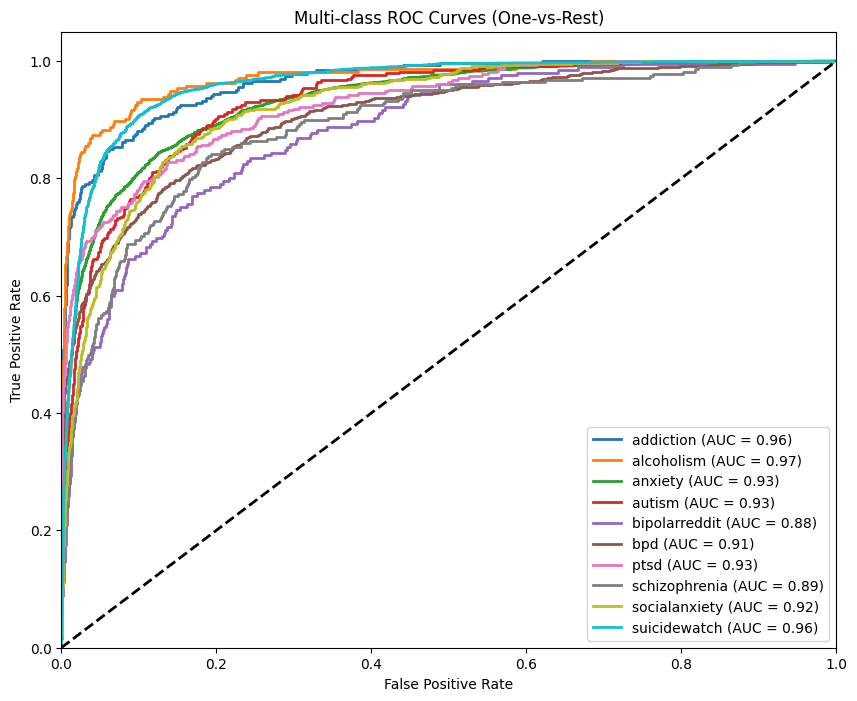 Multi-class ROC Curves (One-vs-Rest)
True Positive Rate
1.0
0.8
0.6
0.4
0.2
0.0
addiction (AUC = 0.96)
alcoholism (AUC = 0.97)
anxiety (AUC = 0.93)
autism (AUC = 0.93)
bipolarreddit (AUC = 0.88)
bpd (AUC = 0.91)
ptsd (AUC = 0.93)
schizophrenia (AUC = 0.89)
socialanxiety (AUC = 0.92)
suicidewatch (AUC = 0.96)
0.0 0.2 0.4 0.6 0.8 1.0
False Positive Rate